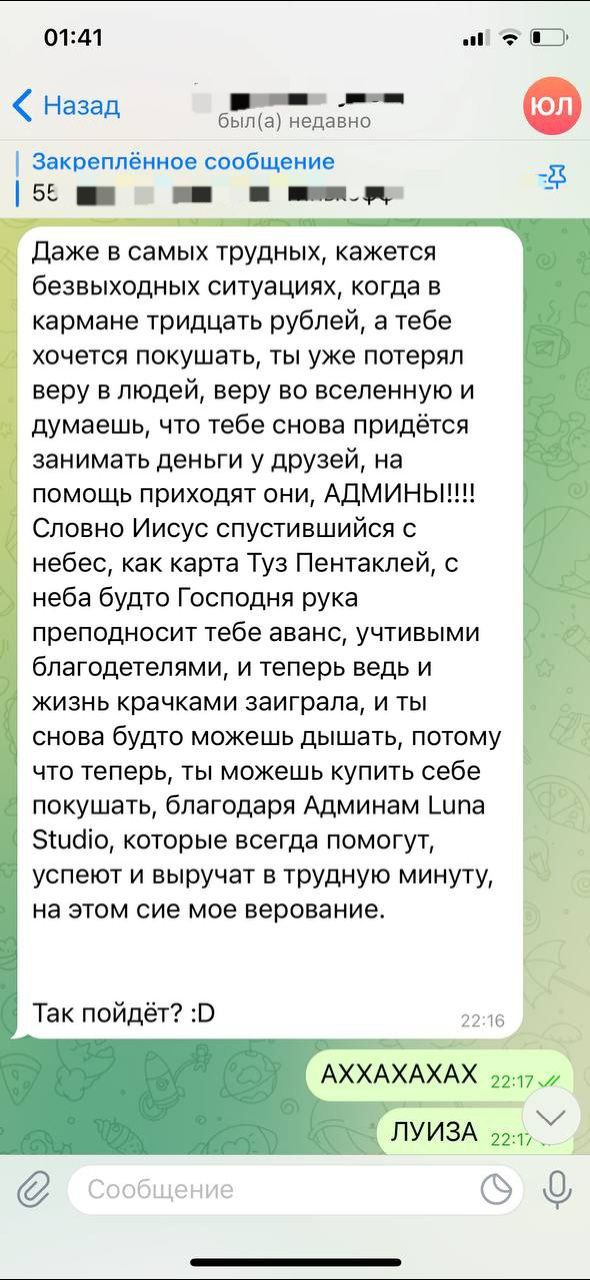 01:41
Назад
был(а) недавно
ЮЛ
Закреплённое сообщение
55
Даже в самых трудных, кажется
безвыходных ситуациях, когда в
кармане тридцать рублей, а тебе
хочется покушать, ты уже потерял
веру в людей, веру во вселенную и
думаешь, что тебе снова придётся
занимать деньги у друзей, на
помощь приходят они, АДМИНЫ!!!!
Словно Иисус спустившийся с
небес, как карта Туз Пентаклей, с
неба будто Господня рука
преподносит тебе аванс, учтивыми
благодетелями, и теперь ведь и
жизнь крачками заиграла, и ты
снова будто можешь дышать, потому
что теперь, ты можешь купить себе
покушать, благодаря Админам Luna
Studio, которые всегда помогут,
успеют и выручат в трудную минуту,
на этом сие мое верование.
Так пойдёт? :D
22:16
АХХАХАХАХ 22:17
ЛУИЗА 22:17
Сообщение